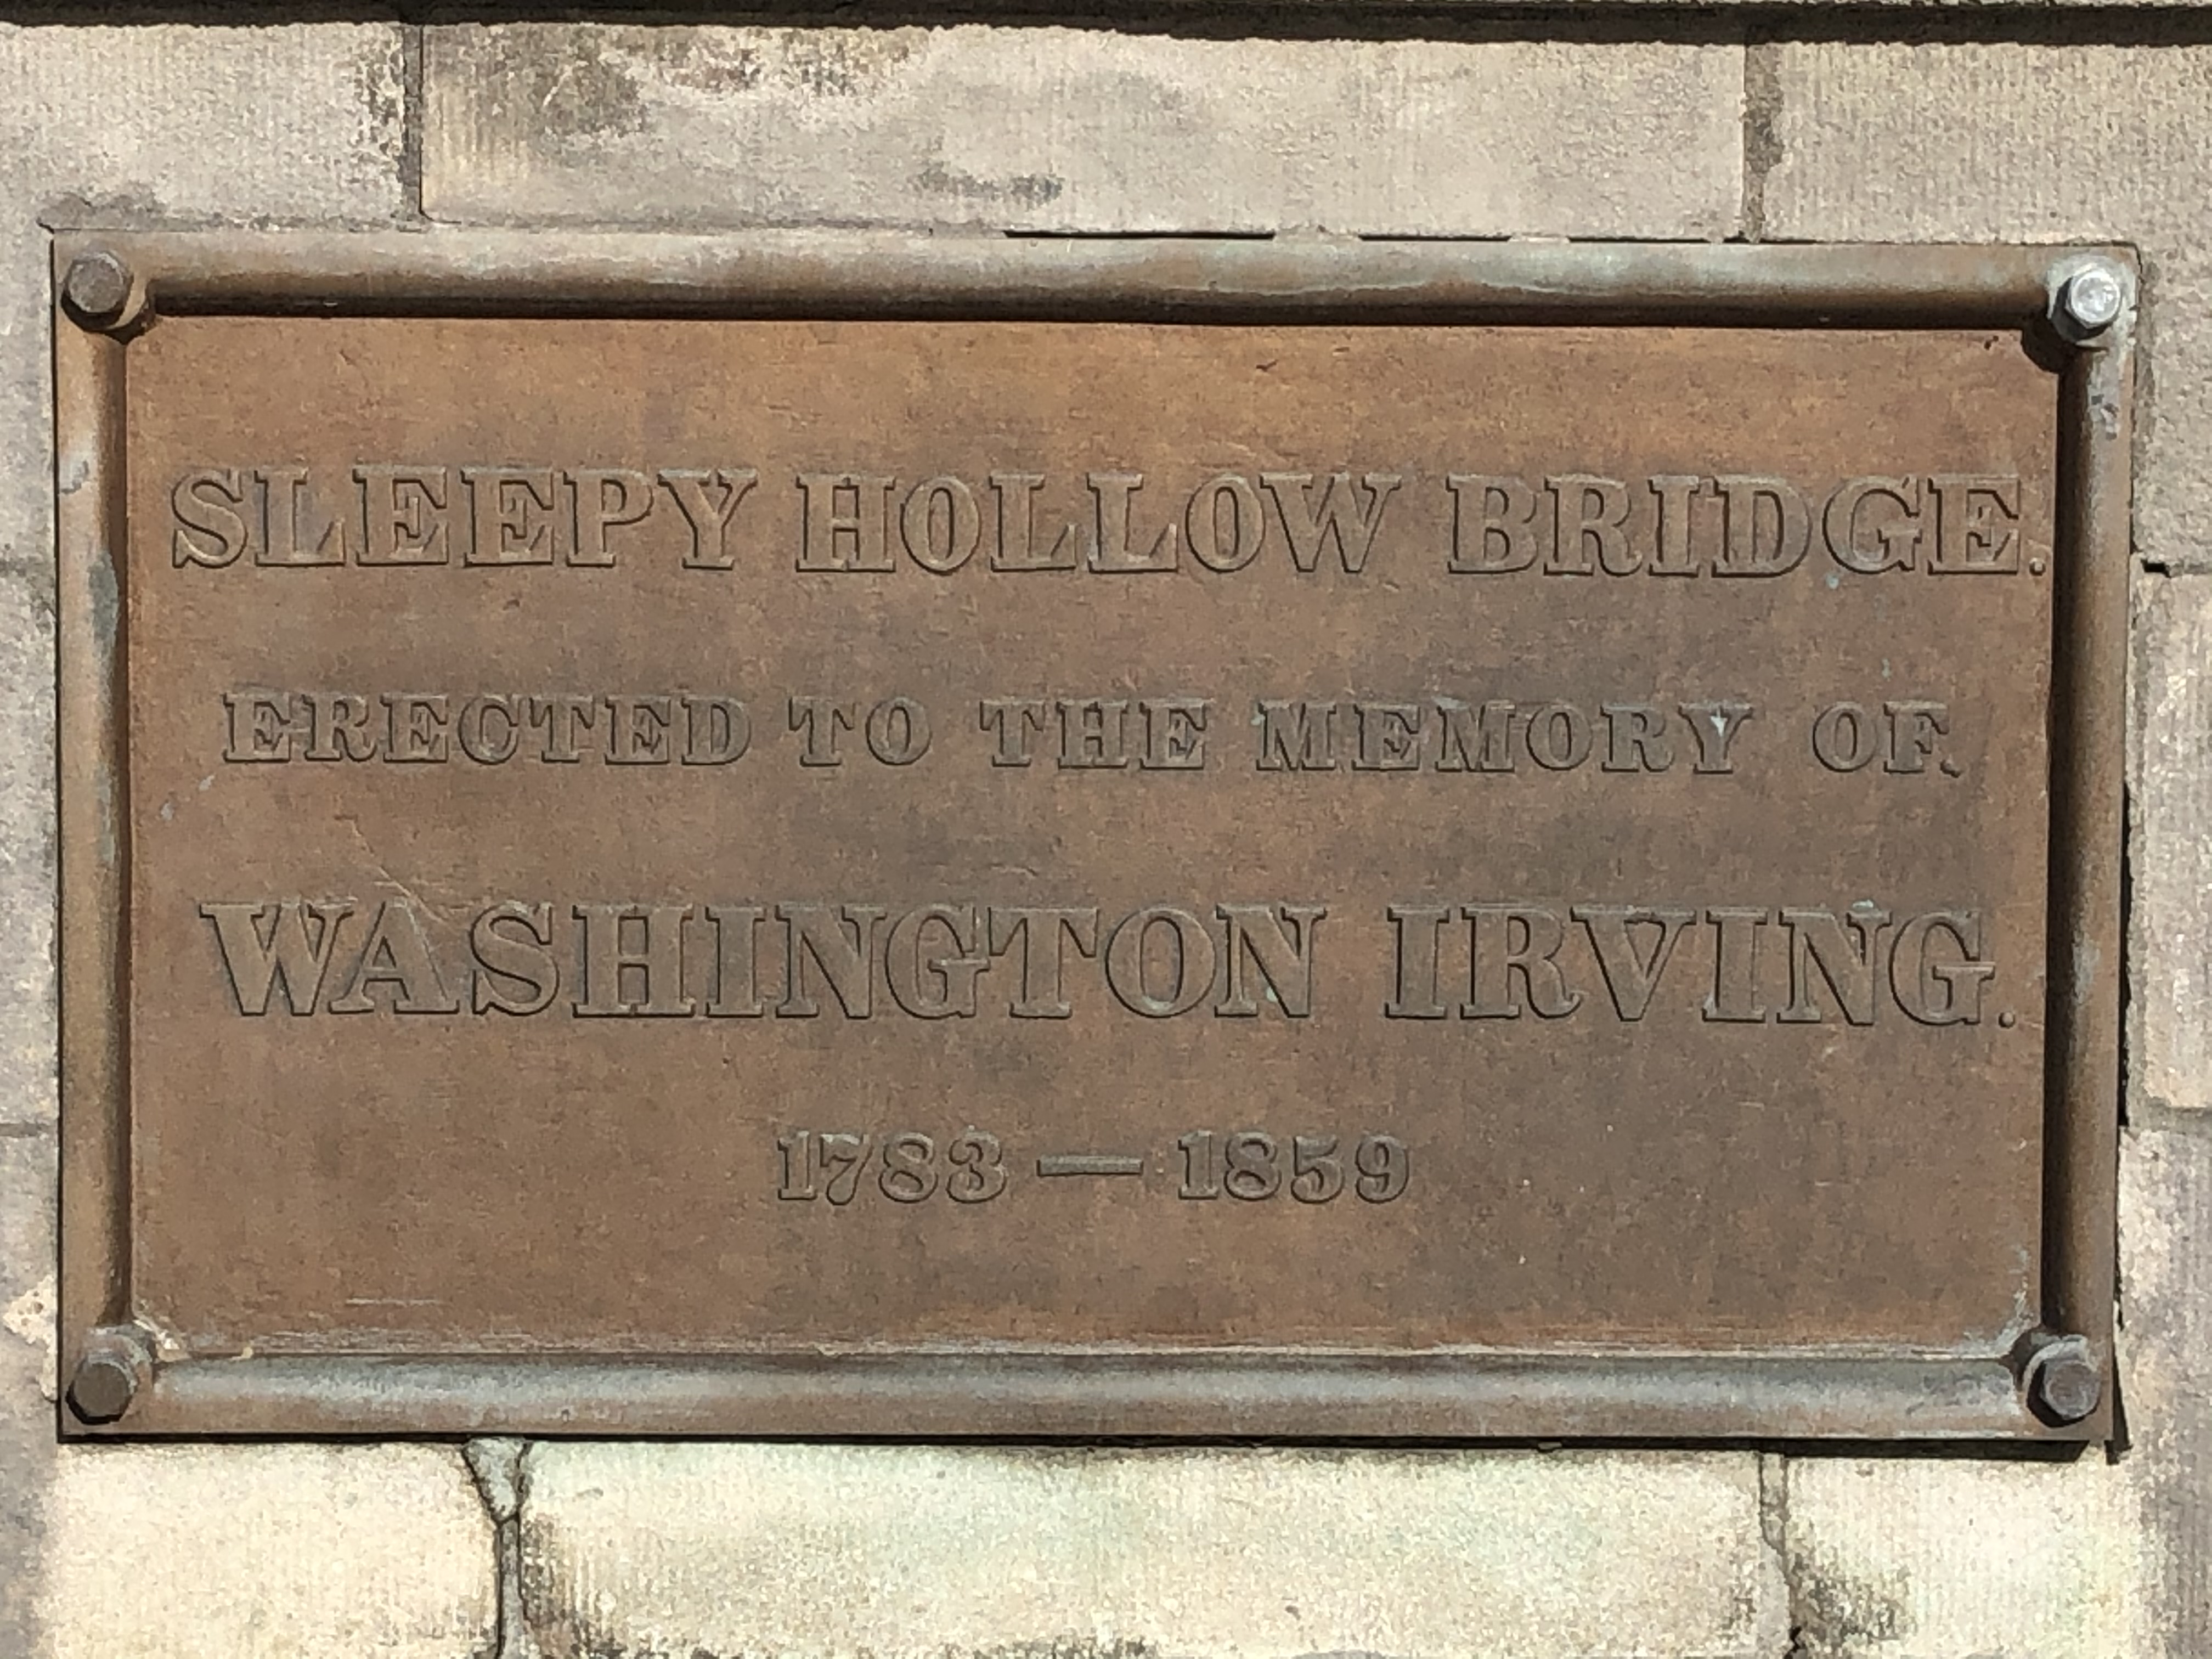 SLEEPY HOLLOW BRIDGE.
ERECTED TO THE MEMORY OF.
WASHINGTON IRVING.
1783 — 1859